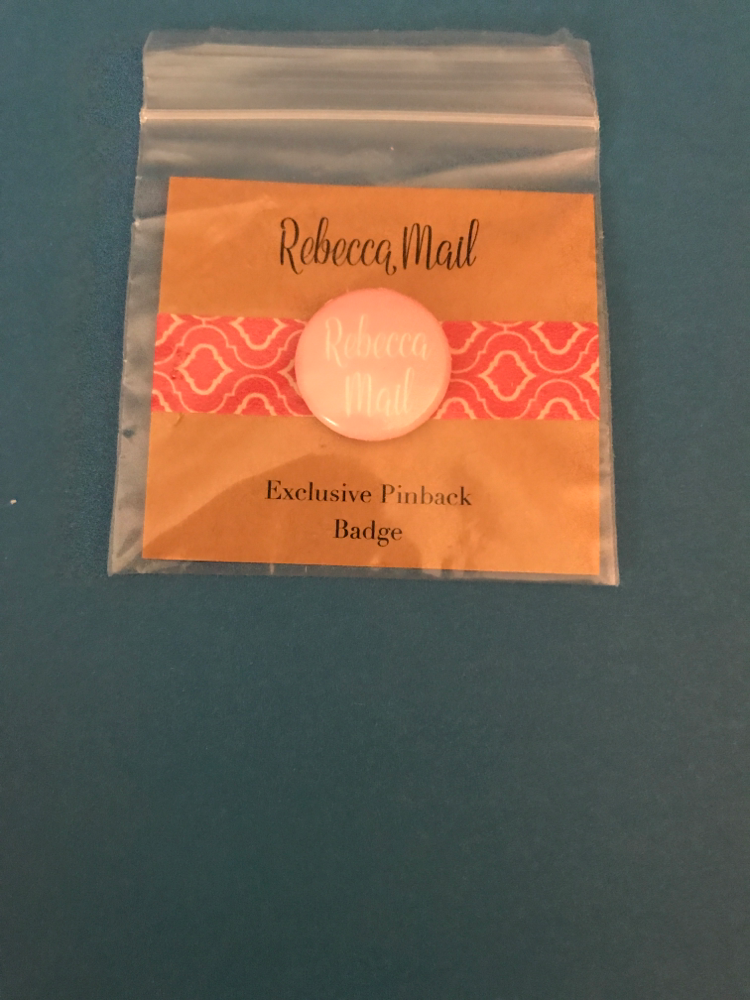 Rebecca Mail
Rebecca
Mail
Exclusive Pinback
Badge